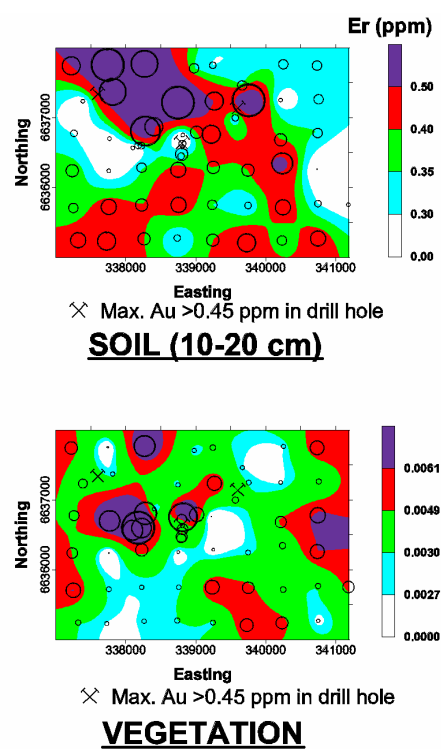 Er (ppm)
0.50
0.40
0.35
0.30
0.00
Northing
6637000
6636000
338000 339000 340000 341000
Easting
Max. Au >0.45 ppm in drill hole
SOIL (10-20 cm)
0.0061
0.0049
0.0030
0.0027
0.0000
Northing
6637000
6636000
338000 339000 340000 341000
Easting
Max. Au >0.45 ppm in drill hole
VEGETATION